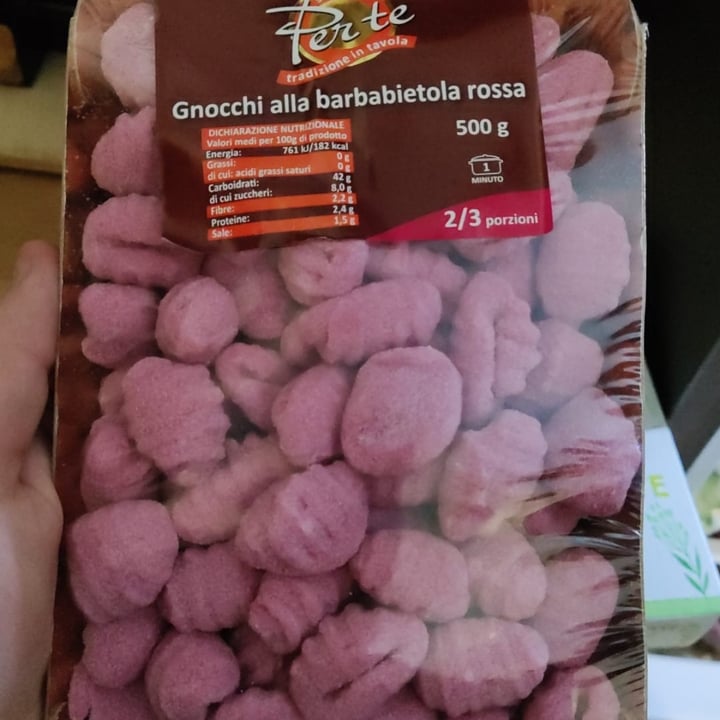 Per te
tradizione in tavola
Gnocchi alla barbabietola rossa
500 g
DICHIARAZIONE NUTRIZIONALE
Valori medi per 100g di prodotto
Energia: 761 kJ/182 kcal
Grassi: 0 g
di cui: acidi grassi saturi 0 g
Carboidrati: 42 g
di cui zuccheri: 8,0 g
Fibre: 2,2 g
Proteine: 2,4 g
Sale: 1,5 g
1
MINUTO
2/3 porzioni
E